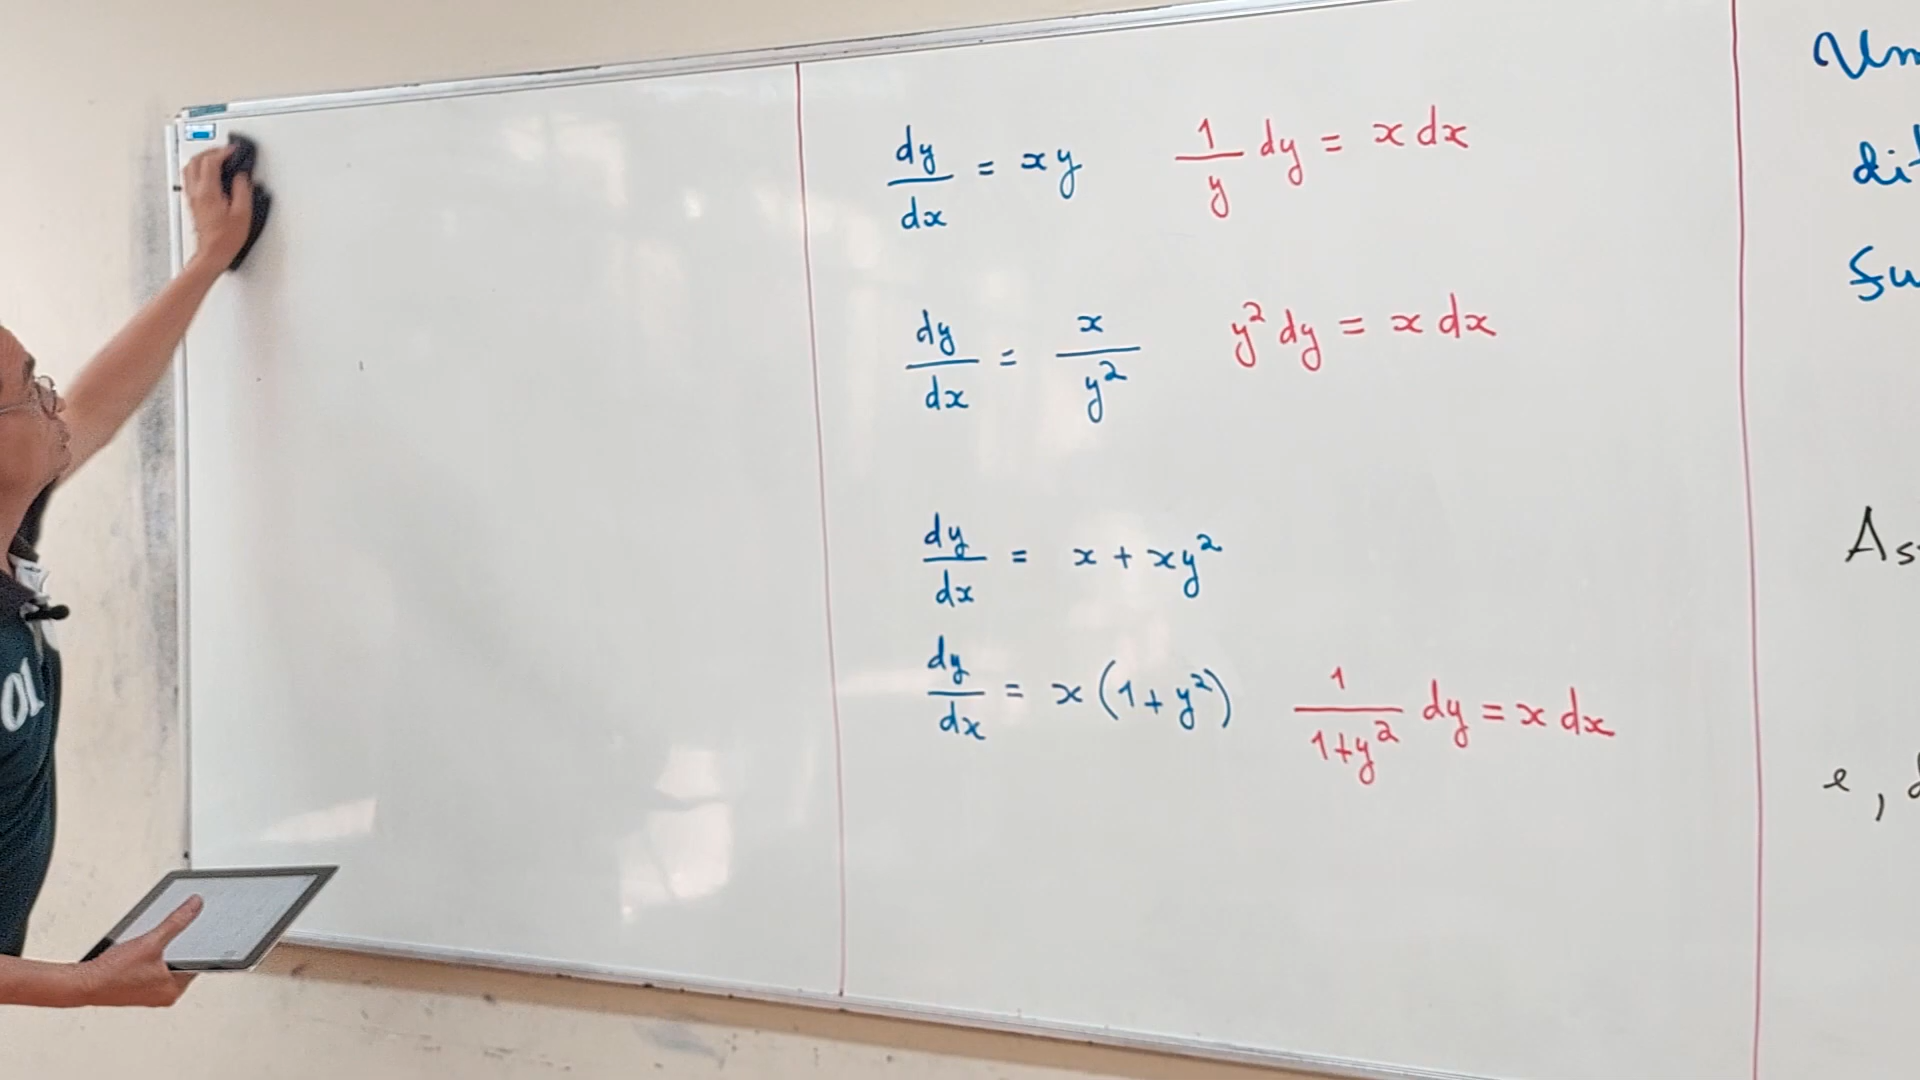 dy/dx = xy    1/y dy = x dx
dy/dx = x/y²    y² dy = x dx
dy/dx = x + xy²
dy/dx = x(1+y²)    1/(1+y²) dy = x dx